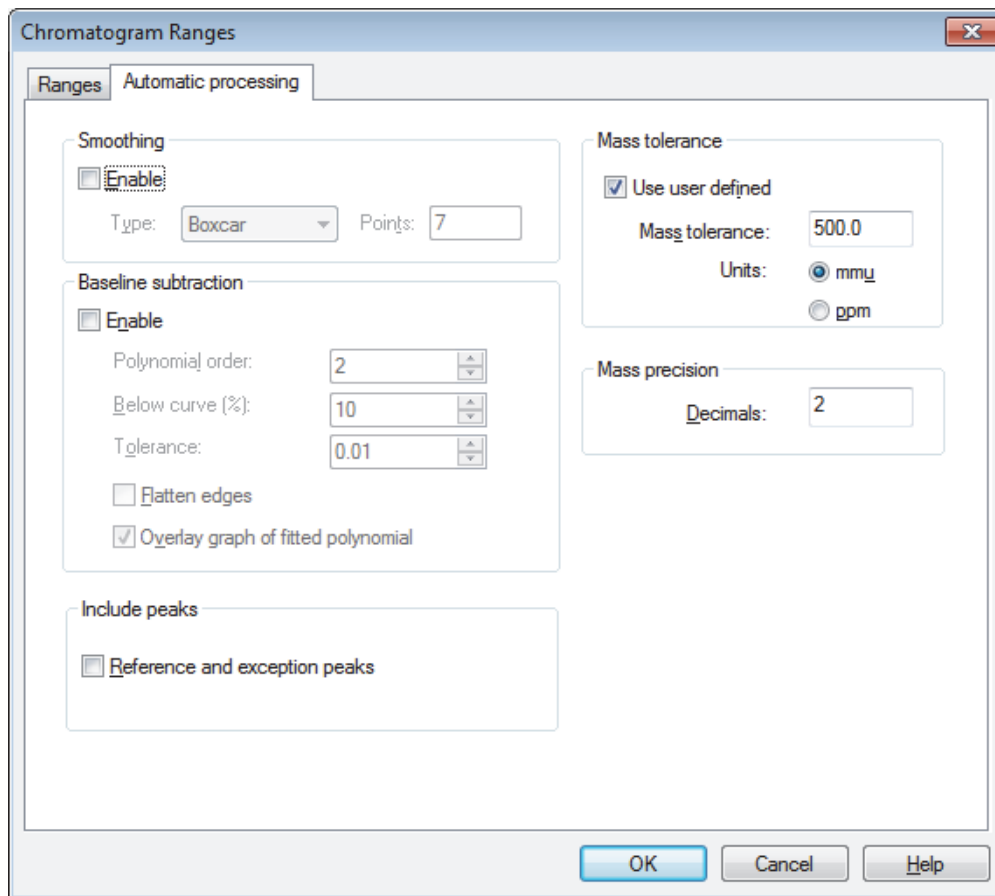 Chromatogram Ranges
Ranges
Automatic processing
Smoothing
Enable
Type:
Boxcar
Points:
7
Baseline subtraction
Enable
Polynomial order:
2
Below curve (%):
10
Tolerance:
0.01
Flatten edges
Overlay graph of fitted polynomial
Include peaks
Reference and exception peaks
Mass tolerance
Use user defined
Mass tolerance:
500.0
Units:
mmu
ppm
Mass precision
Decimals:
2
OK
Cancel
Help